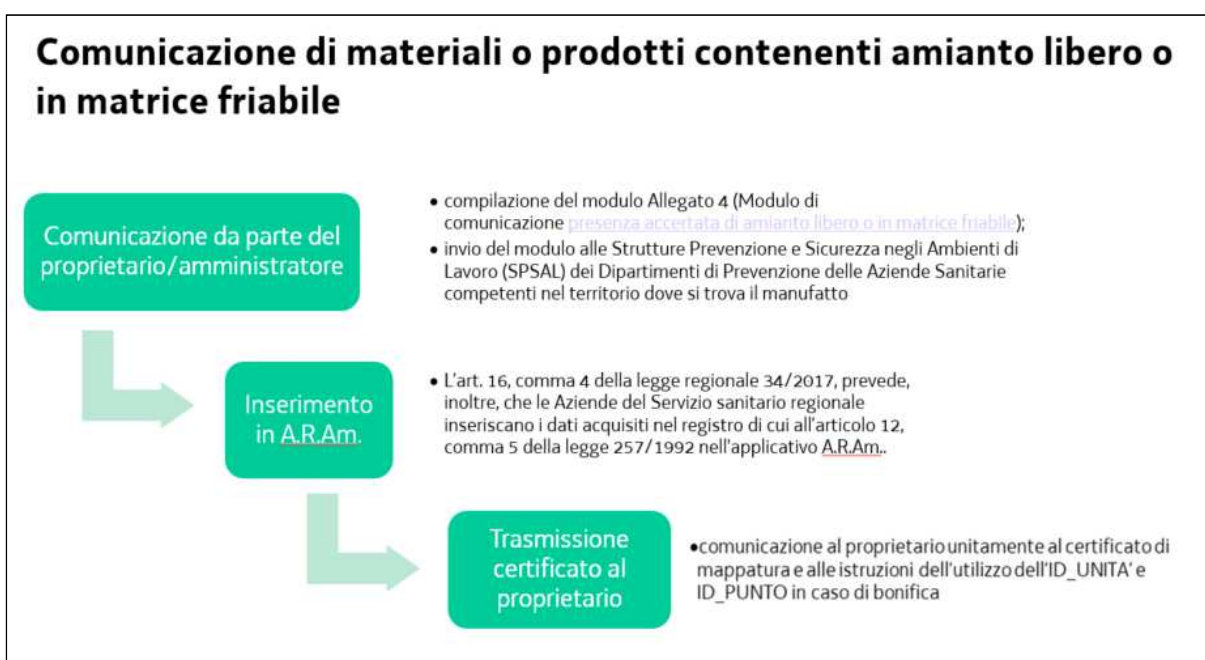 Comunicazione di materiali o prodotti contenenti amianto libero o
in matrice friabile
Comunicazione da parte del
proprietario/amministratore
• compilazione del modulo Allegato 4 (Modulo di
comunicazione presenza accertata di amianto libero o in matrice friabile);
• invio del modulo alle Strutture Prevenzione e Sicurezza negli Ambienti di
Lavoro (SPSAL) dei Dipartimenti di Prevenzione delle Aziende Sanitarie
competenti nel territorio dove si trova il manufatto
Inserimento
in A.R.Am.
• L'art. 16, comma 4 della legge regionale 34/2017, prevede,
inoltre, che le Aziende del Servizio sanitario regionale
inseriscano i dati acquisiti nel registro di cui all'articolo 12,
comma 5 della legge 257/1992 nell'applicativo A.R.Am..
Trasmissione
certificato al
proprietario
•comunicazione al proprietario unitamente al certificato di
mappatura e alle istruzioni dell'utilizzo dell'ID_UNITA' e
ID_PUNTO in caso di bonifica